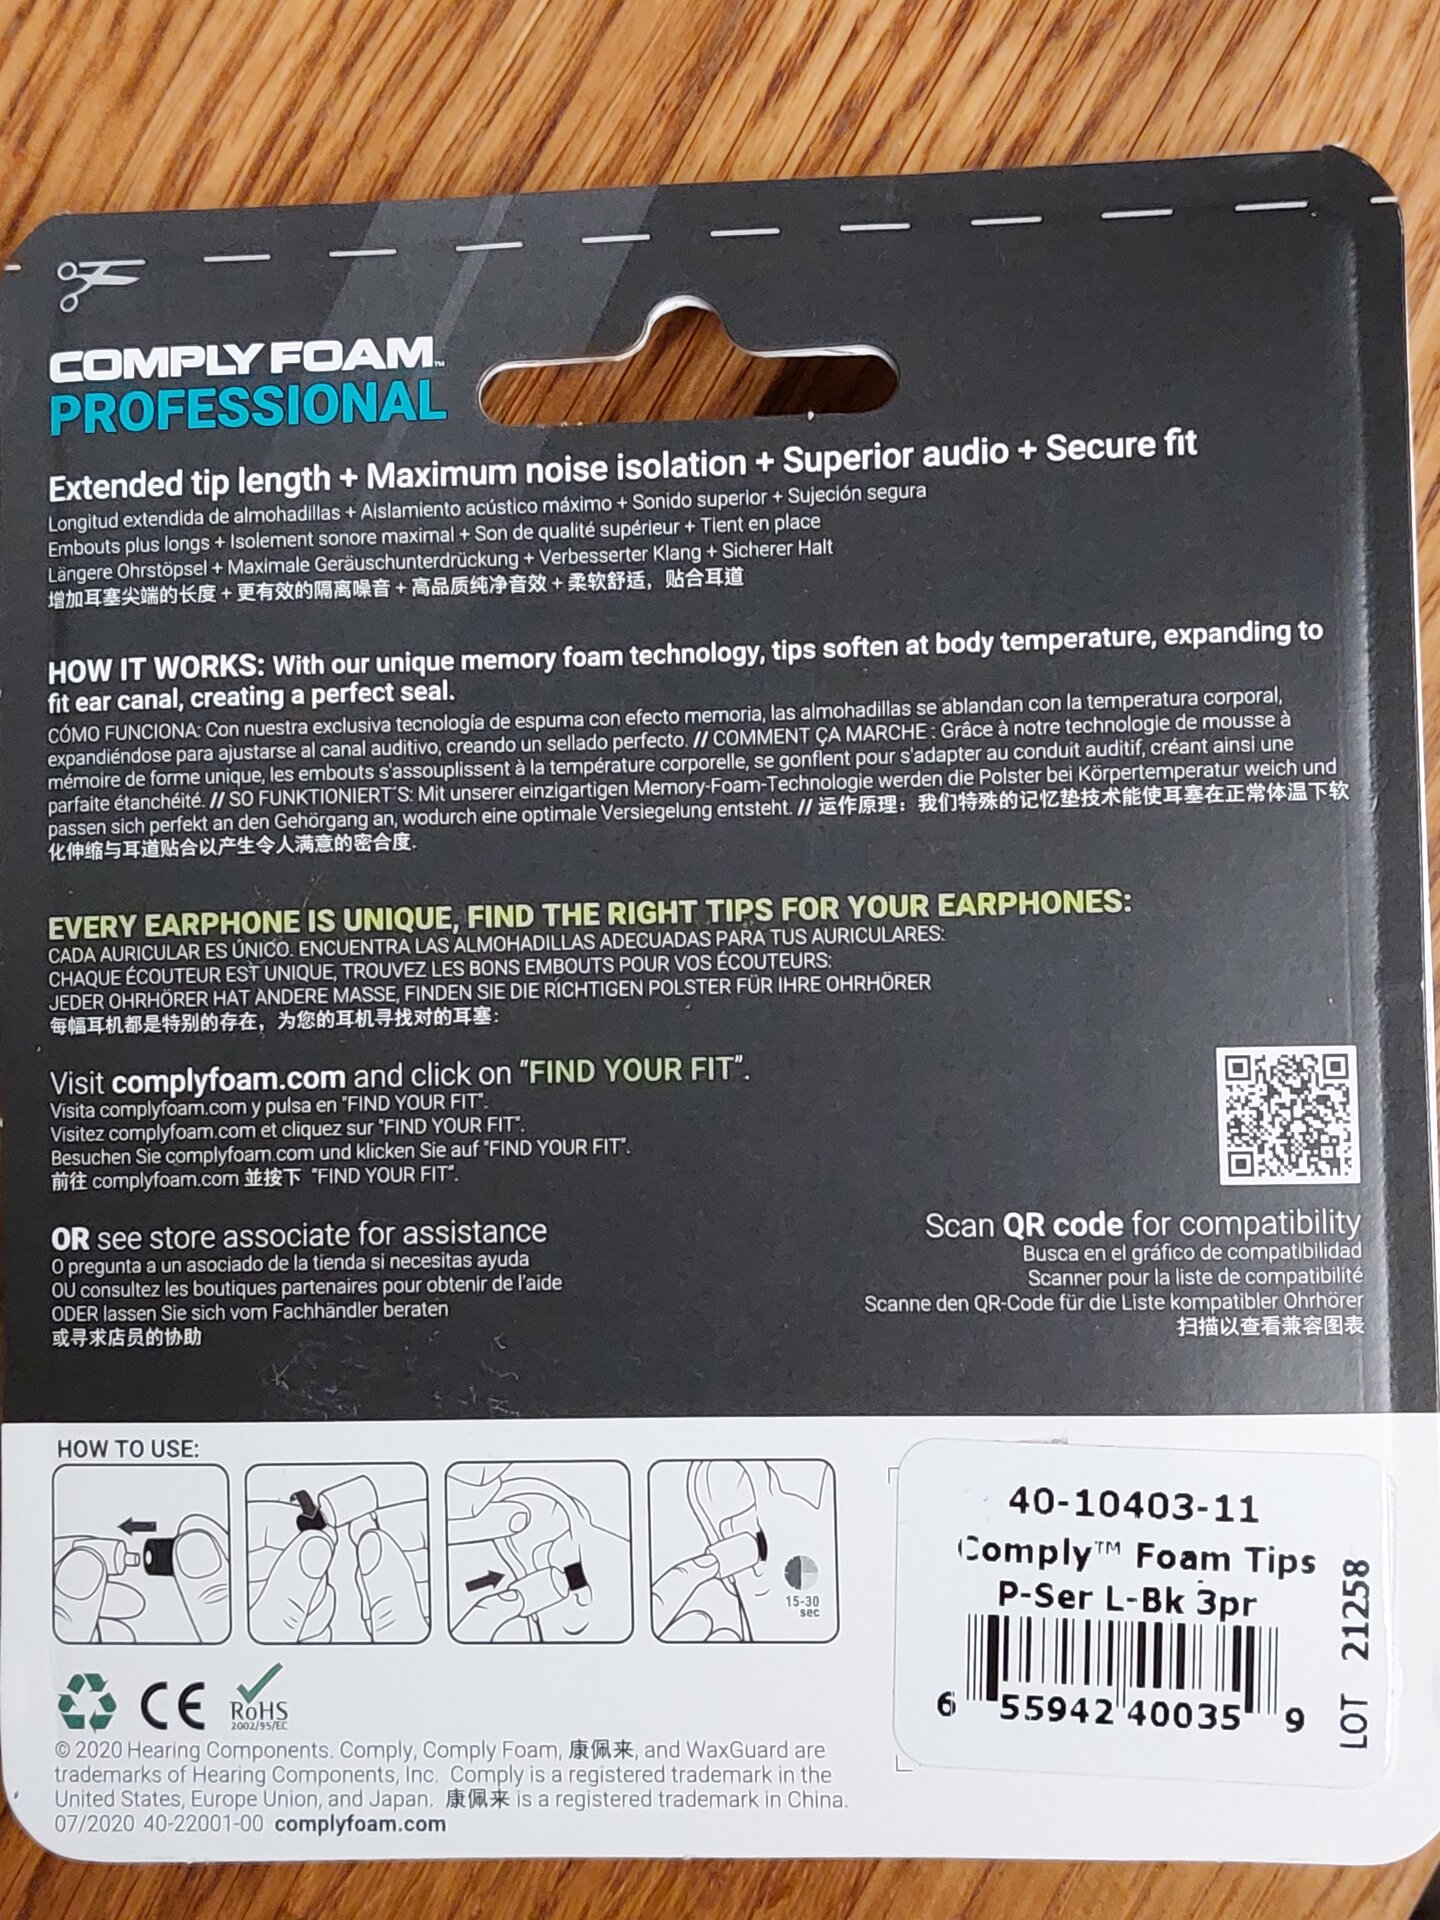 COMPLY FOAM™
PROFESSIONAL
Extended tip length + Maximum noise isolation + Superior audio + Secure fit
Longitud extendida de almohadillas + Aislamiento acústico máximo + Sonido superior + Sujeción segura
Embouts plus longs + Isolement sonore maximal + Son de qualité supérieur + Tient en place
Längere Ohrstöpsel + Maximale Geräuschunterdrückung + Verbesserter Klang + Sicherer Halt
增加耳塞尖端的长度 + 更有效的隔离噪音 + 高品质纯净音效 + 柔软舒适，贴合耳道
HOW IT WORKS: With our unique memory foam technology, tips soften at body temperature, expanding to
fit ear canal, creating a perfect seal.
CÓMO FUNCIONA: Con nuestra exclusiva tecnología de espuma con efecto memoria, las almohadillas se ablandan con la temperatura corporal,
expandiéndose para ajustarse al canal auditivo, creando un sellado perfecto. // COMMENT ÇA MARCHE : Grâce à notre technologie de mousse à
mémoire de forme unique, les embouts s'assouplissent à la température corporelle, se gonflent pour s'adapter au conduit auditif, créant ainsi une
parfaite étanchéité. // SO FUNKTIONIERT´S: Mit unserer einzigartigen Memory-Foam-Technologie werden die Polster bei Körpertemperatur weich und
passen sich perfekt an den Gehörgang an, wodurch eine optimale Versiegelung entsteht. // 运作原理：我们特殊的记忆垫技术能使耳塞在正常体温下软
化伸缩与耳道贴合以产生令人满意的密合度.
EVERY EARPHONE IS UNIQUE, FIND THE RIGHT TIPS FOR YOUR EARPHONES:
CADA AURICULAR ES ÚNICO. ENCUENTRA LAS ALMOHADILLAS ADECUADAS PARA TUS AURICULARES:
CHAQUE ÉCOUTEUR EST UNIQUE, TROUVEZ LES BONS EMBOUTS POUR VOS ÉCOUTEURS:
JEDER OHRHÖRER HAT ANDERE MASSE, FINDEN SIE DIE RICHTIGEN POLSTER FÜR IHRE OHRHÖRER
每幅耳机都是特别的存在，为您的耳机寻找对的耳塞：
Visit complyfoam.com and click on "FIND YOUR FIT".
Visita complyfoam.com y pulsa en "FIND YOUR FIT".
Visitez complyfoam.com et cliquez sur "FIND YOUR FIT".
Besuchen Sie complyfoam.com und klicken Sie auf "FIND YOUR FIT".
前往 complyfoam.com 並按下 "FIND YOUR FIT".
OR see store associate for assistance
O pregunta a un asociado de la tienda si necesitas ayuda
OU consultez les boutiques partenaires pour obtenir de l'aide
ODER lassen Sie sich vom Fachhändler beraten
或寻求店员的协助
Scan QR code for compatibility
Busca en el gráfico de compatibilidad
Scanner pour la liste de compatibilité
Scanne den QR-Code für die Liste kompatibler Ohrhörer
扫描以查看兼容图表
HOW TO USE:
15-30
sec
CE
RoHS
2002/95/EC
© 2020 Hearing Components. Comply, Comply Foam, 康佩来, and WaxGuard are
trademarks of Hearing Components, Inc. Comply is a registered trademark in the
United States, Europe Union, and Japan. 康佩来 is a registered trademark in China.
07/2020 40-22001-00 complyfoam.com
40-10403-11
Comply™ Foam Tips
P-Ser L-Bk 3pr
6 55942 40035 9
LOT 21258